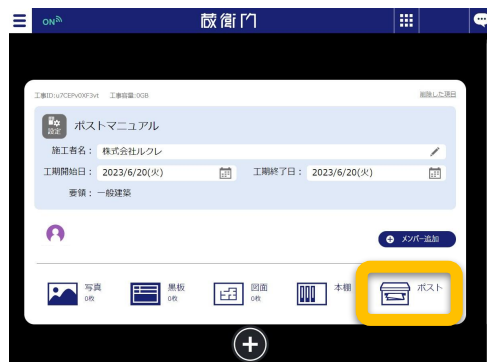 ON
蔵衛門
工事ID:u7CEPv0XF3vt 工事容量:0GB 削除した項目
設定 ポストマニュアル
施工者名： 株式会社ルクレ
工期開始日： 2023/6/20(火) 工期終了日： 2023/6/20(火)
要領： 一般建築
メンバー追加
写真 0枚
黒板 0枚
図面 0枚
本棚
ポスト